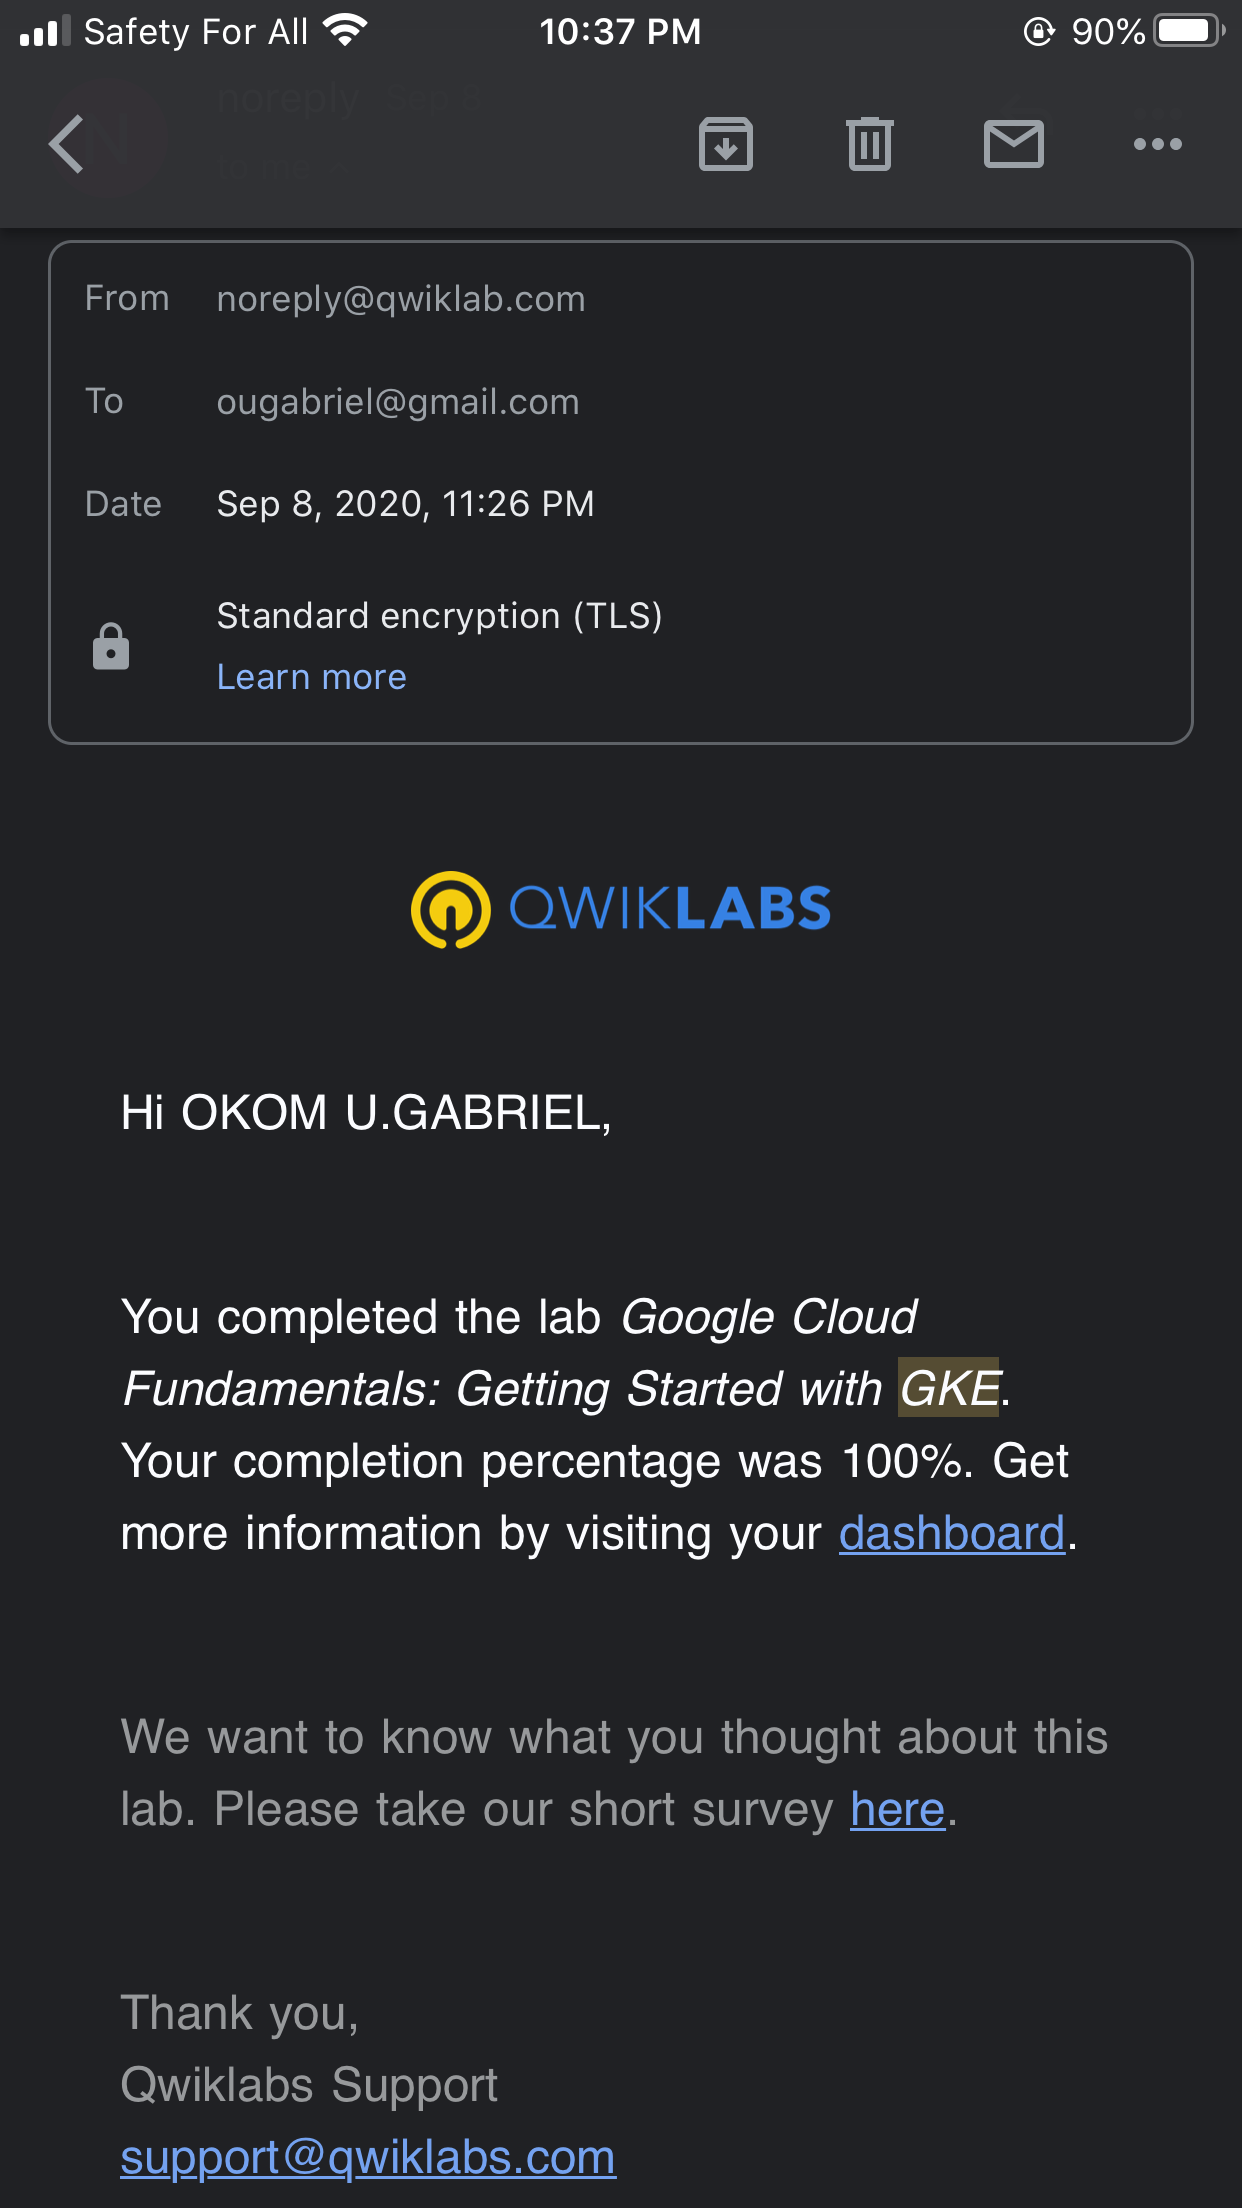 Safety For All 10:37 PM 90%
noreply Sep 8
to me
N
From noreply@qwiklab.com
To ougabriel@gmail.com
Date Sep 8, 2020, 11:26 PM
Standard encryption (TLS)
Learn more
QWIKLABS
Hi OKOM U.GABRIEL,
You completed the lab Google Cloud
Fundamentals: Getting Started with GKE.
Your completion percentage was 100%. Get
more information by visiting your dashboard.
We want to know what you thought about this
lab. Please take our short survey here.
Thank you,
Qwiklabs Support
support@qwiklabs.com